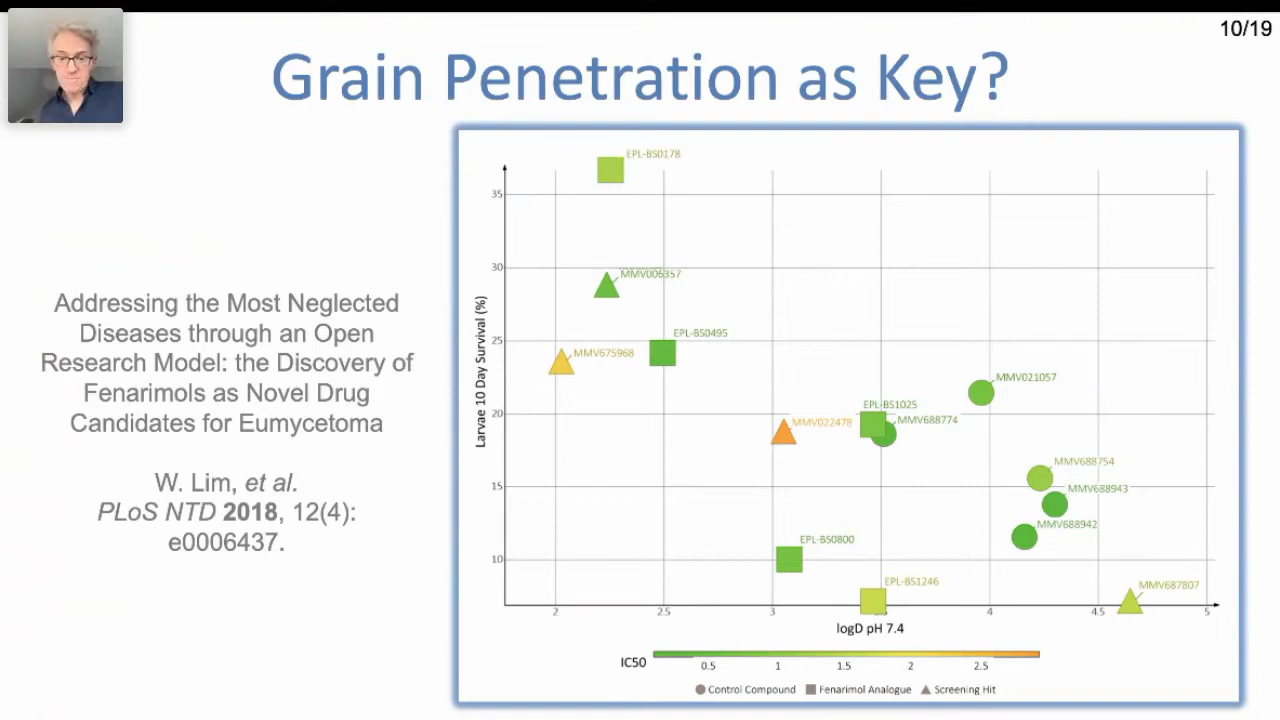 10/19
Grain Penetration as Key?
Addressing the Most Neglected
Diseases through an Open
Research Model: the Discovery of
Fenarimols as Novel Drug
Candidates for Eumycetoma
W. Lim, et al.
PLoS NTD 2018, 12(4):
e0006437.
Larvae 10 Day Survival (%)
35
30
25
20
15
10
EPL-BS0178
MMV006357
EPL-BS0495
MMV675968
MMV021057
EPL-BS1025
MMV022478
MMV688774
MMV688754
MMV688943
MMV688942
EPL-BS0800
EPL-BS1246
MMV687807
2 2.5 3 4 4.5 5
logD pH 7.4
IC50
0.5 1 1.5 2 2.5
Control Compound Fenarimol Analogue Screening Hit